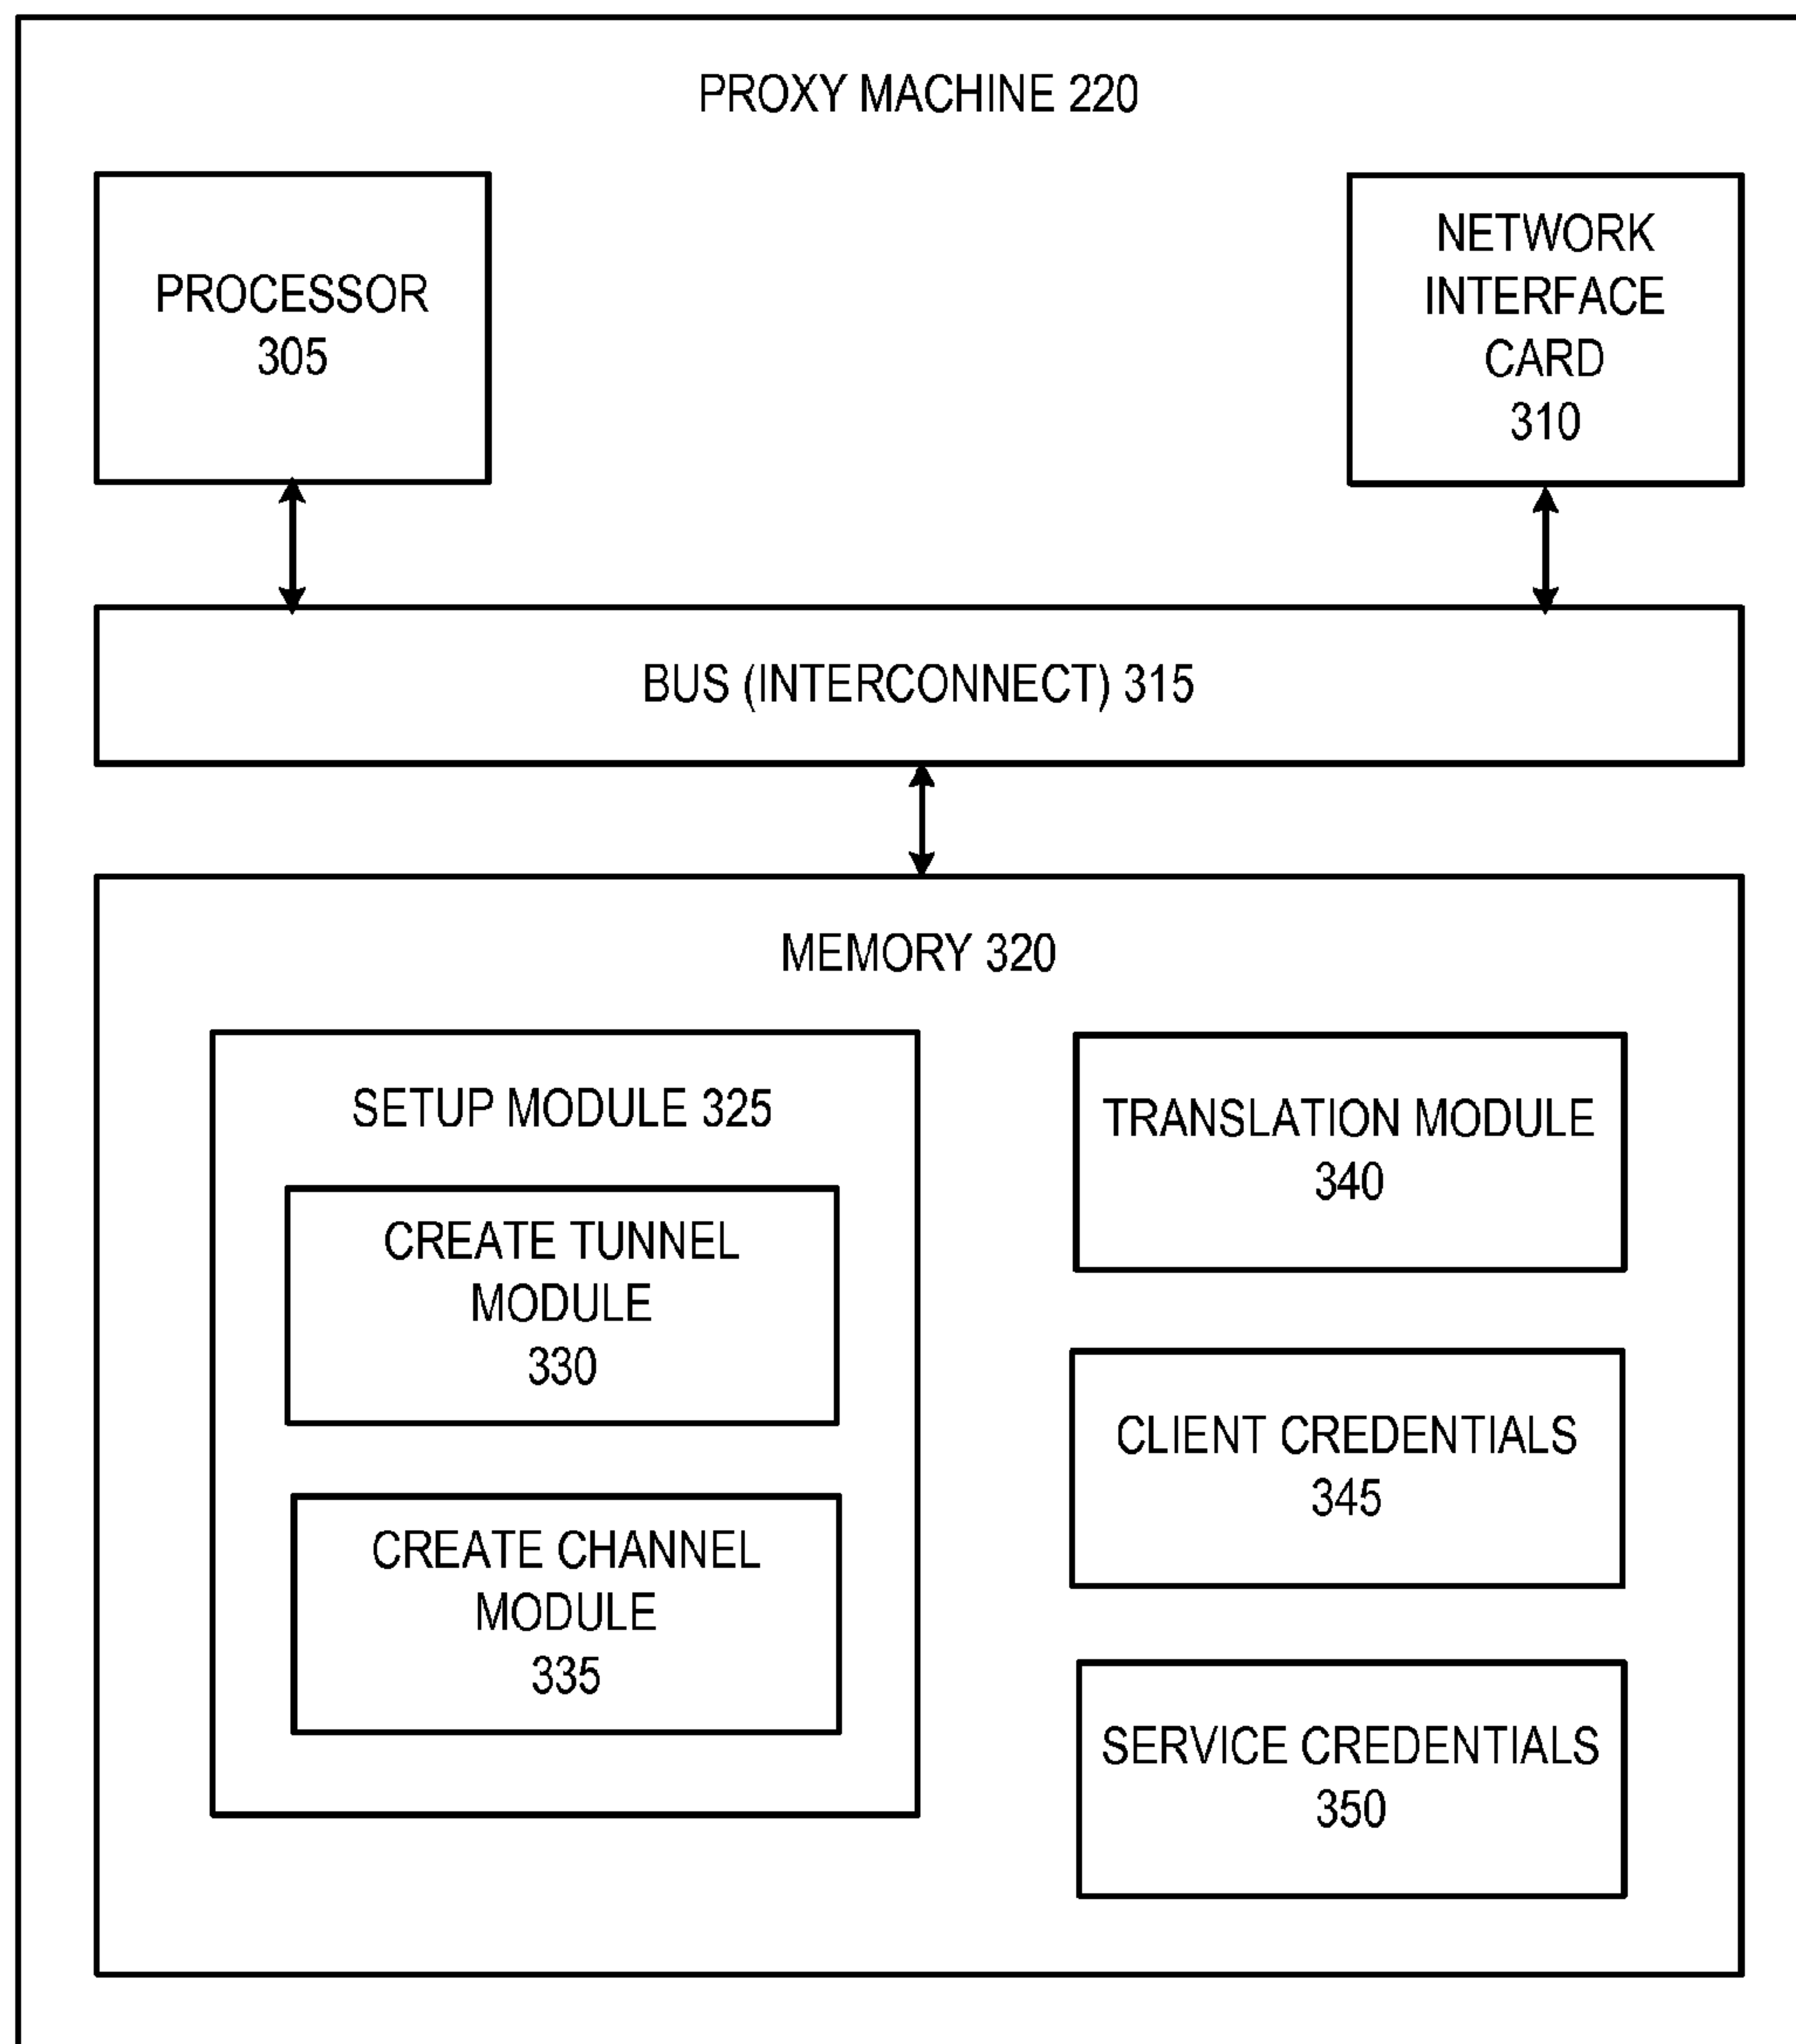 PROXY MACHINE 220
PROCESSOR
305
NETWORK
INTERFACE
CARD
310
BUS (INTERCONNECT) 315
MEMORY 320
SETUP MODULE 325
CREATE TUNNEL
MODULE
330
CREATE CHANNEL
MODULE
335
TRANSLATION MODULE
340
CLIENT CREDENTIALS
345
SERVICE CREDENTIALS
350